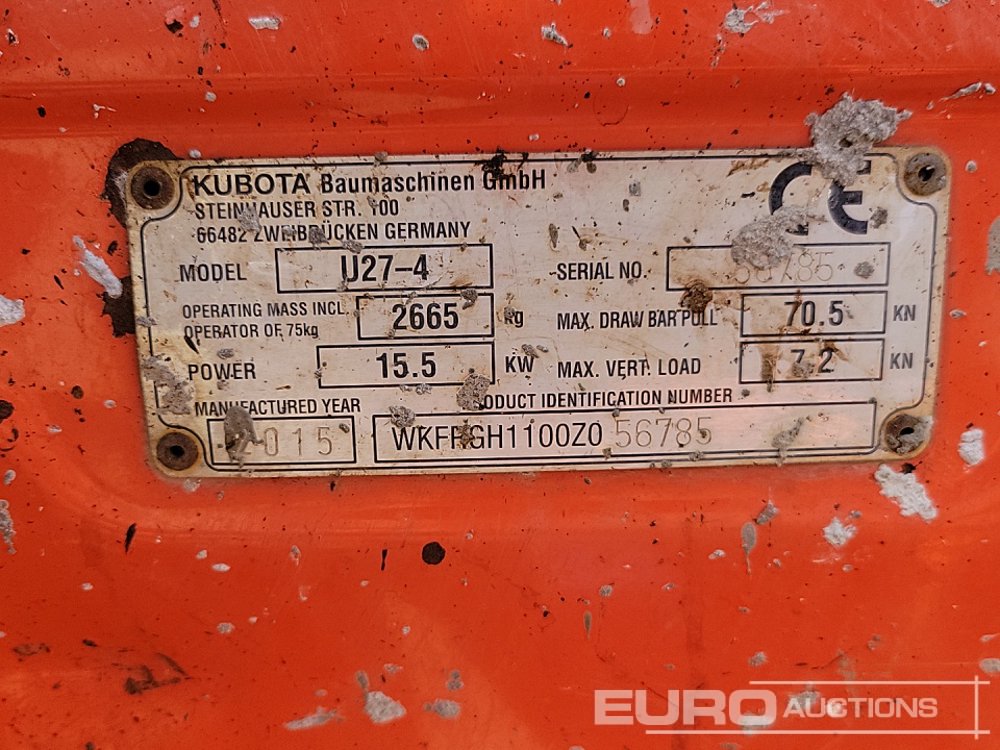 KUBOTA Baumaschinen GmbH
STEINHAUSER STR. 100
66482 ZWEIBRÜCKEN GERMANY
CE
MODEL U27-4 SERIAL NO. 56785
OPERATING MASS INCL. OPERATOR OF 75kg 2665 kg MAX. DRAW BAR PULL 70.5 KN
POWER 15.5 KW MAX. VERT. LOAD 7.2 KN
MANUFACTURED YEAR PRODUCT IDENTIFICATION NUMBER
2015 WKFRGH1100Z056785
EURO AUCTIONS